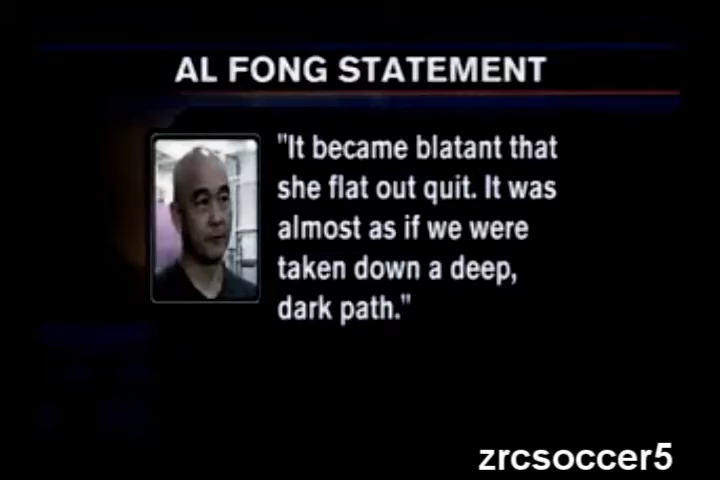 AL FONG STATEMENT
"It became blatant that
she flat out quit. It was
almost as if we were
taken down a deep,
dark path."
zrcsoccer5